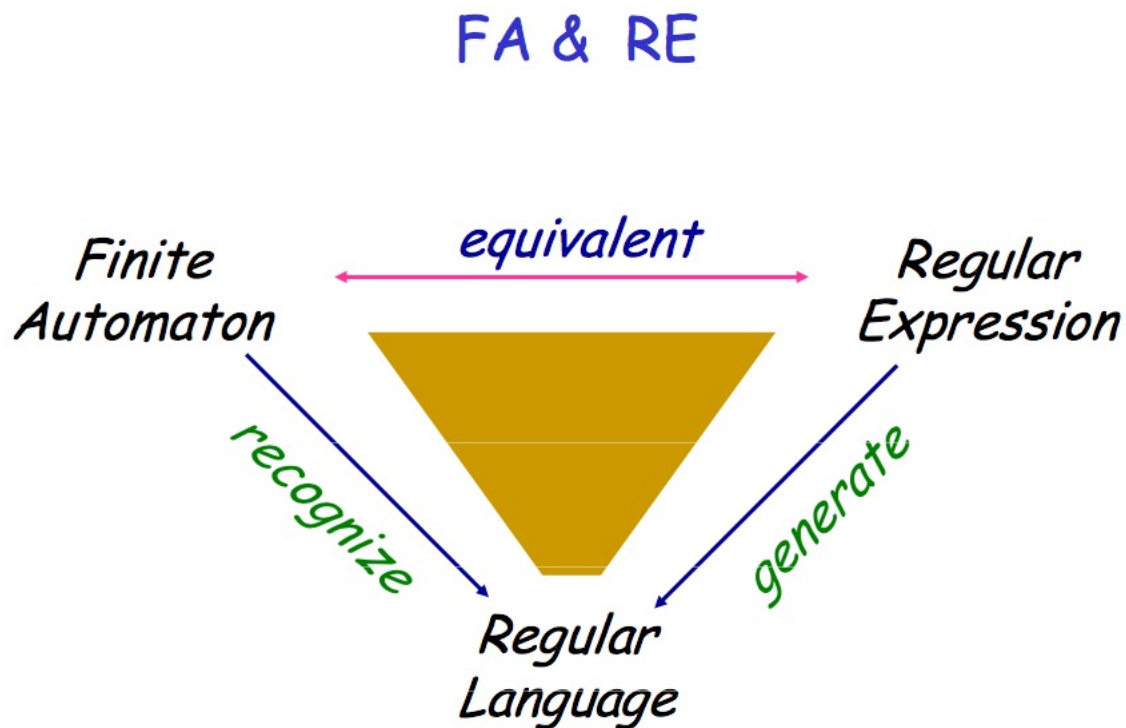 FA & RE
equivalent
Finite
Automaton
Regular
Expression
recognize
generate
Regular
Language